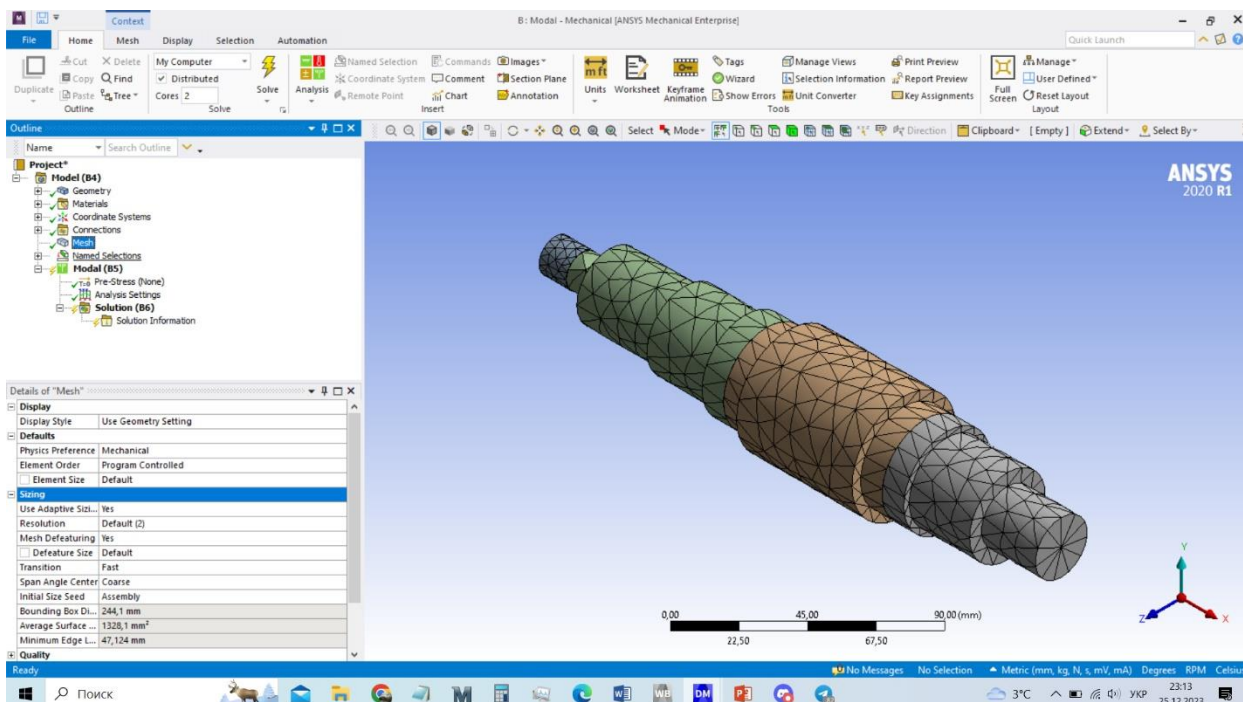 Context
B : Modal - Mechanical [ANSYS Mechanical Enterprise]
File Home Mesh Display Selection Automation
Quick Launch
Duplicate
Cut
Copy
Paste
Delete
Find
Tree
Outline
My Computer
Distributed
Cores 2
Solve
Solve
Analysis
Named Selection
Coordinate System
Remote Point
Commands
Comment
Chart
Images
Section Plane
Annotation
Insert
Units
Worksheet
Keyframe
Animation
Tags
Wizard
Show Errors
Manage Views
Selection Information
Unit Converter
Print Preview
Report Preview
Key Assignments
Tools
Full
Screen
Manage
User Defined
Reset Layout
Layout
Outline
Name Search Outline
Select Mode Direction Clipboard [ Empty ] Extend Select By
Project*
Model (B4)
Geometry
Materials
Coordinate Systems
Connections
Mesh
Named Selections
Modal (B5)
Pre-Stress (None)
Analysis Settings
Solution (B6)
Solution Information
ANSYS
2020 R1
Details of "Mesh"
Display
Display Style Use Geometry Setting
Defaults
Physics Preference Mechanical
Element Order Program Controlled
Element Size Default
Sizing
Use Adaptive Sizi... Yes
Resolution Default (2)
Mesh Defeaturing Yes
Defeature Size Default
Transition Fast
Span Angle Center Coarse
Initial Size Seed Assembly
Bounding Box Di... 244,1 mm
Average Surface ... 1328,1 mm²
Minimum Edge L... 47,124 mm
Quality
0,00 45,00 90,00 (mm)
22,50 67,50
Y
Z X
Ready No Messages No Selection Metric (mm, kg, N, s, mV, mA) Degrees RPM Celsius
Поиск
3°C УКР 23:13
25.12.2023